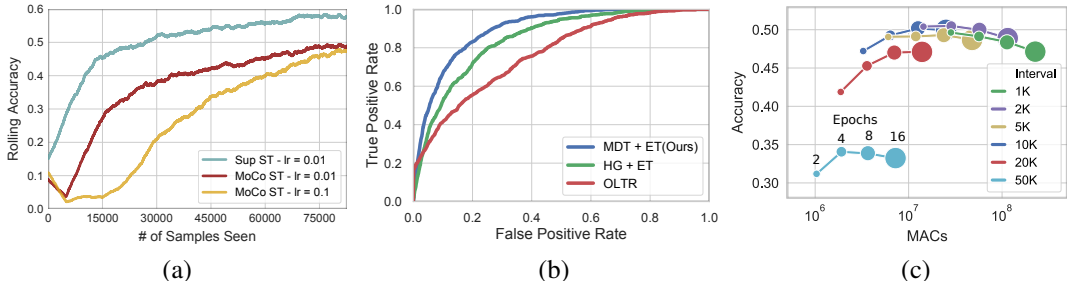 Rolling Accuracy
0.6
0.5
0.4
0.3
0.2
0.1
0.0
0 15000 30000 45000 60000 75000
# of Samples Seen
Sup ST - lr = 0.01
MoCo ST - lr = 0.01
MoCo ST - lr = 0.1
(a)
True Positive Rate
1.0
0.8
0.6
0.4
0.2
0.0
0.0 0.2 0.4 0.6 0.8 1.0
False Positive Rate
MDT + ET(Ours)
HG + ET
OLTR
(b)
Accuracy
0.50
0.45
0.40
0.35
0.30
10^6 10^7 10^8
MACs
Epochs
2 4 8 16
Interval
1K
2K
5K
10K
20K
50K
(c)